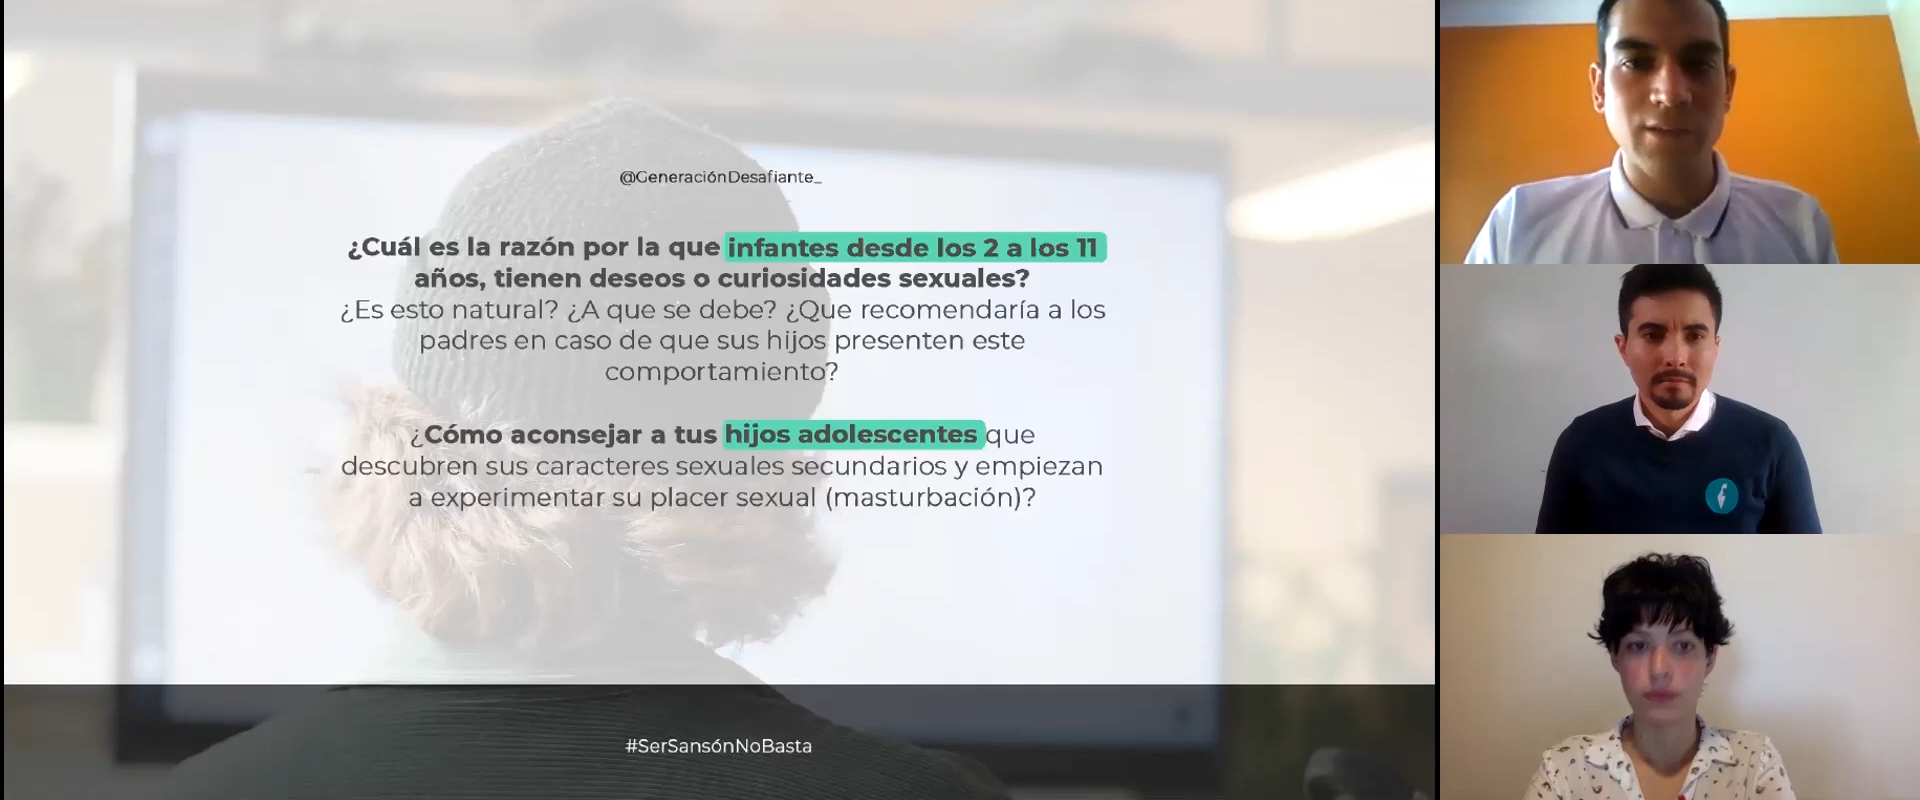 @GeneraciónDesafiante_
¿Cuál es la razón por la que infantes desde los 2 a los 11
años, tienen deseos o curiosidades sexuales?
¿Es esto natural? ¿A que se debe? ¿Que recomendaría a los
padres en caso de que sus hijos presenten este
comportamiento?
¿Cómo aconsejar a tus hijos adolescentes que
descubren sus caracteres sexuales secundarios y empiezan
a experimentar su placer sexual (masturbación)?
#SerSansónNoBasta